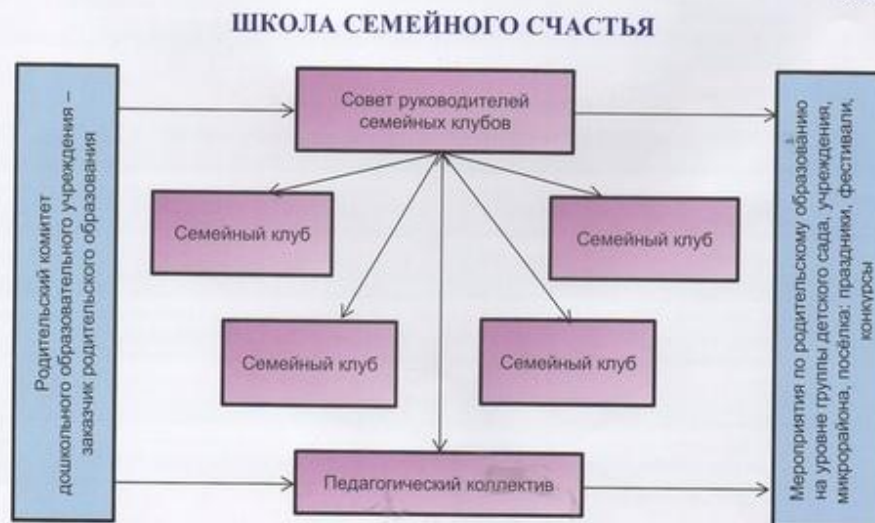 ШКОЛА СЕМЕЙНОГО СЧАСТЬЯ
Родительский комитет
дошкольного образовательного учреждения –
заказчик родительского образования
Совет руководителей
семейных клубов
Семейный клуб
Семейный клуб
Семейный клуб
Семейный клуб
Педагогический коллектив
Мероприятия по родительскому образованию
на уровне группы детского сада, учреждения,
микрорайона, посёлка: праздники, фестивали,
конкурсы